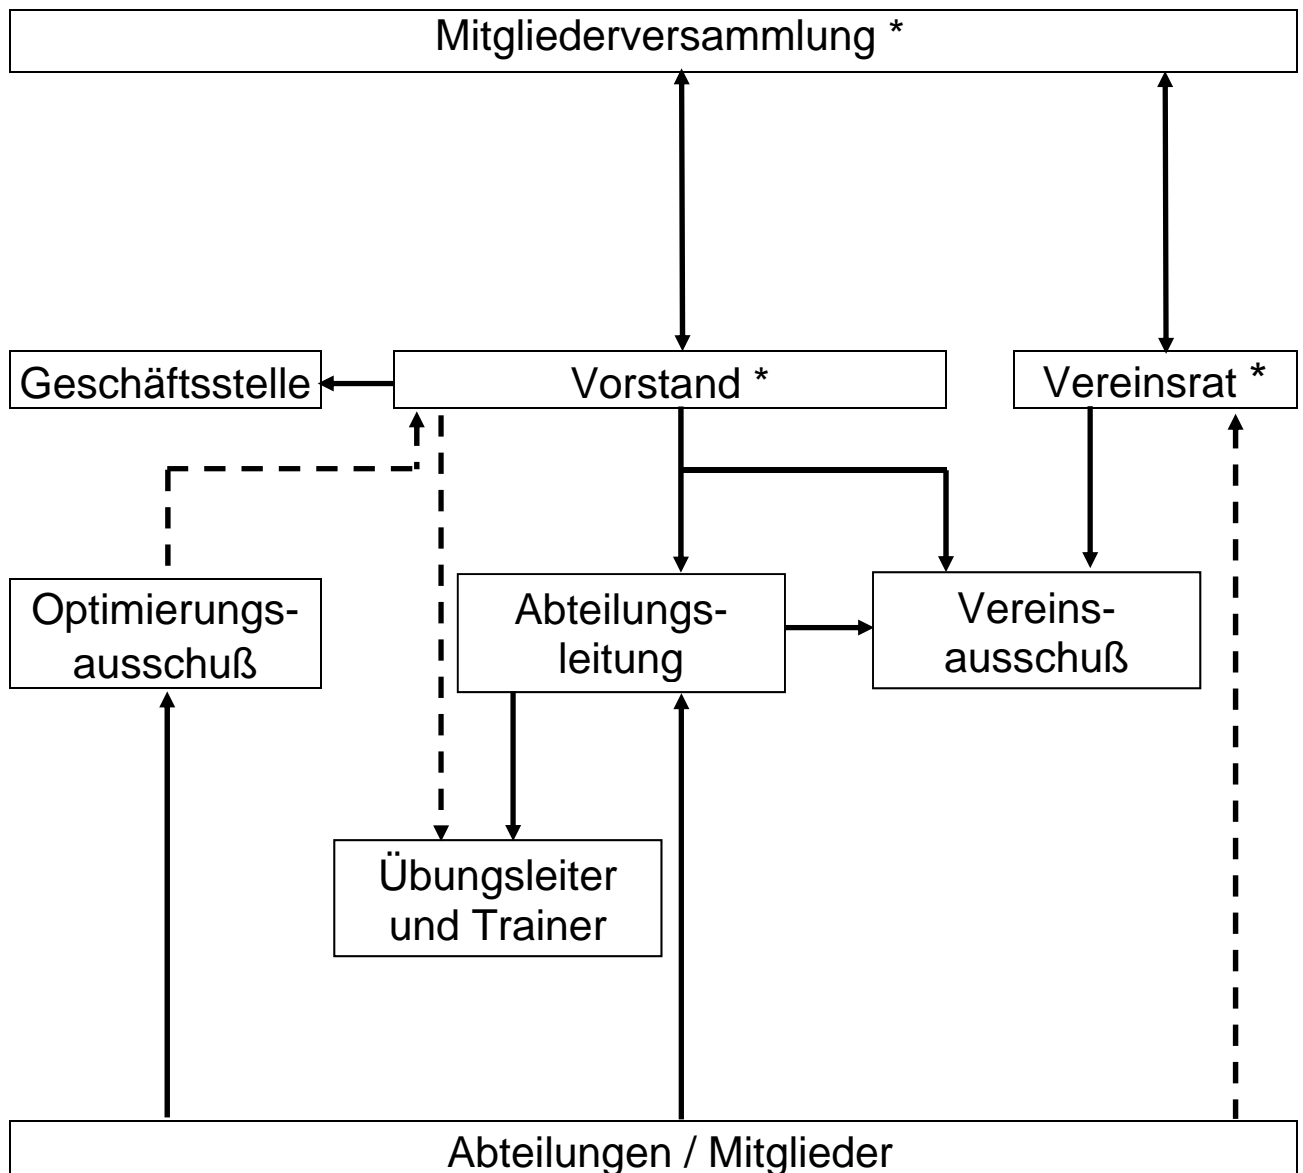 Mitgliederversammlung *
Geschäftsstelle
Vorstand *
Vereinsrat *
Optimierungs-
ausschuß
Abteilungs-
leitung
Vereins-
ausschuß
Übungsleiter
und Trainer
Abteilungen / Mitglieder